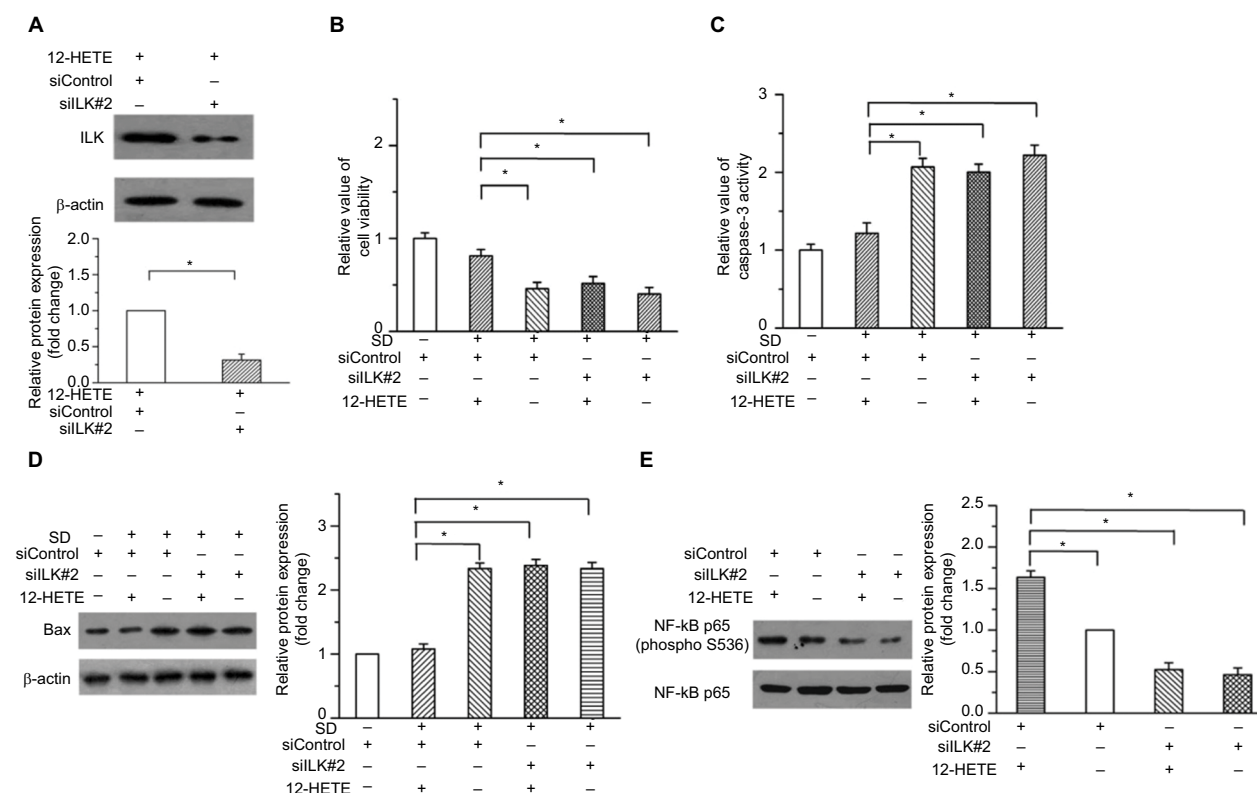 A
12-HETE + +
siControl + –
siILK#2 – +
ILK
β-actin
Relative protein expression
(fold change)
2.0
1.5
1.0
0.5
0.0
*
12-HETE + +
siControl + –
siILK#2 – +
B
Relative value of
cell viability
2
1
0
*
*
*
SD – + + + +
siControl + + + – –
siILK#2 – – – + +
12-HETE – + – + –
C
Relative value of
caspase-3 activity
3
2
1
0
*
*
*
SD – + + + +
siControl + + + – –
siILK#2 – – – + +
12-HETE – + – + –
D
SD – + + + +
siControl + + + – –
siILK#2 – – – + +
12-HETE – + – + –
Bax
β-actin
Relative protein expression
(fold change)
3
2
1
0
*
*
*
SD – + + + +
siControl + + + – –
siILK#2 – – – + +
12-HETE – + – + –
E
siControl + + – –
siILK#2 – – + +
12-HETE + – + –
NF-kB p65
(phospho S536)
NF-kB p65
Relative protein expression
(fold change)
2.5
2.0
1.5
1.0
0.5
0.0
*
*
*
siControl + + – –
siILK#2 – – + +
12-HETE + – + –